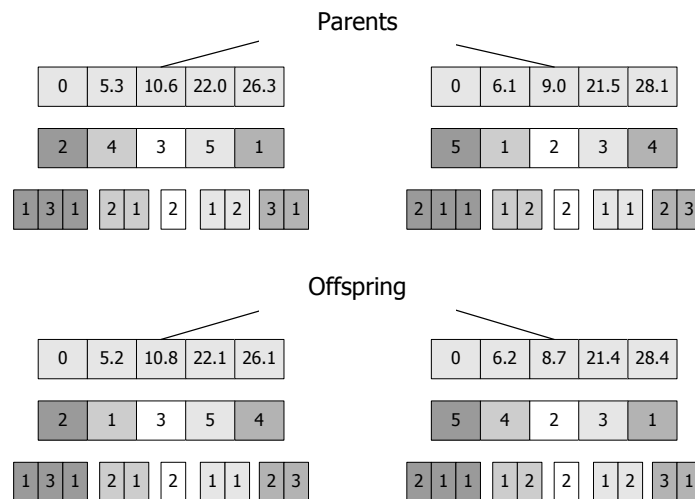 Parents
0 5.3 10.6 22.0 26.3 0 6.1 9.0 21.5 28.1
2 4 3 5 1 5 1 2 3 4
1 3 1 2 1 2 1 2 3 1 2 1 1 1 2 2 1 1 2 3
Offspring
0 5.2 10.8 22.1 26.1 0 6.2 8.7 21.4 28.4
2 1 3 5 4 5 4 2 3 1
1 3 1 2 1 2 1 1 2 3 2 1 1 1 2 2 1 2 3 1